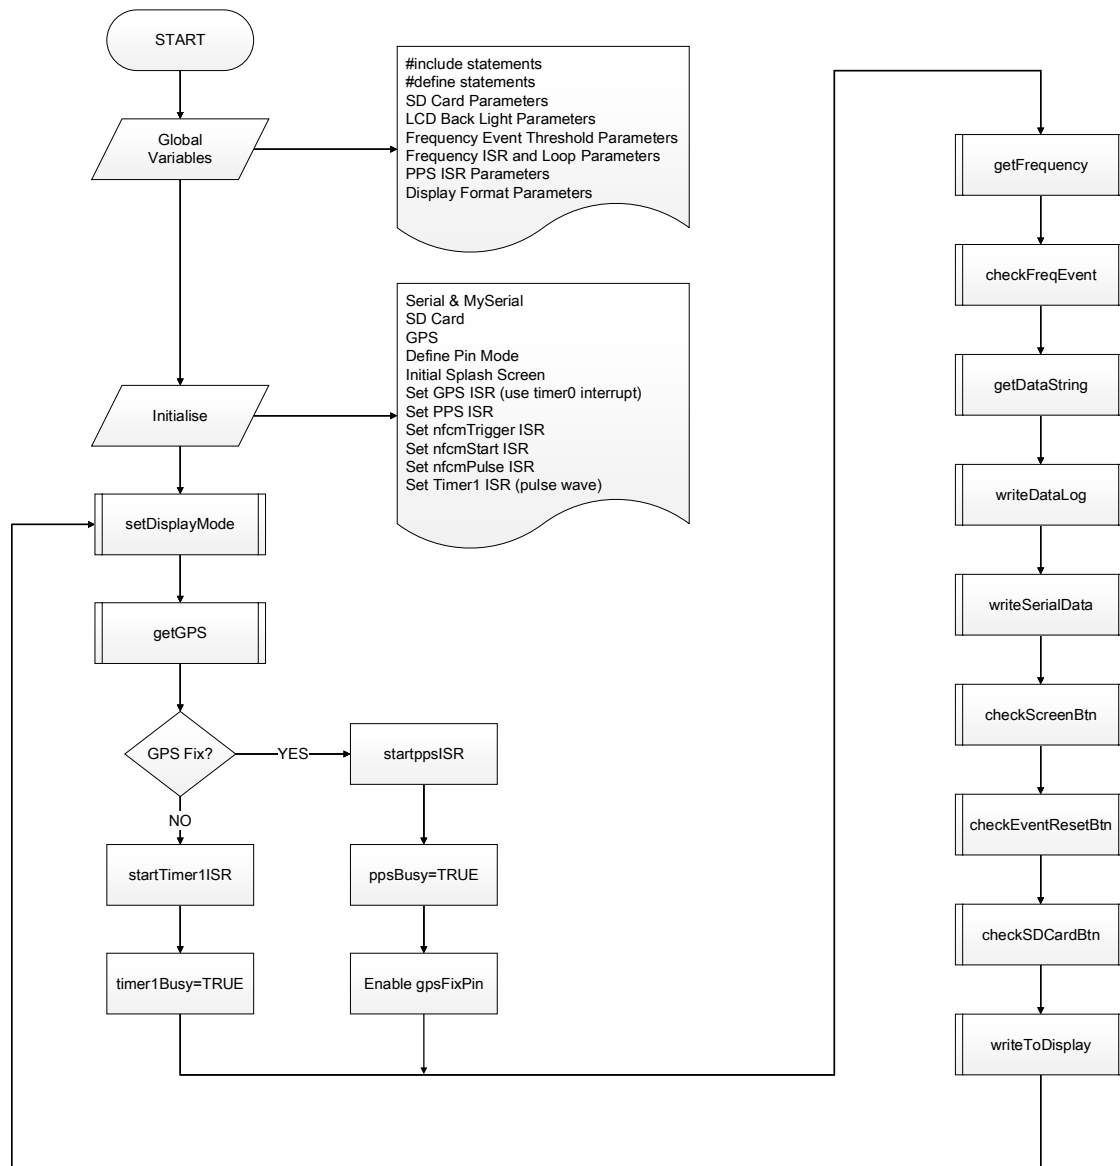 START
Global
Variables
#include statements
#define statements
SD Card Parameters
LCD Back Light Parameters
Frequency Event Threshold Parameters
Frequency ISR and Loop Parameters
PPS ISR Parameters
Display Format Parameters
Initialise
Serial & MySerial
SD Card
GPS
Define Pin Mode
Initial Splash Screen
Set GPS ISR (use timer0 interrupt)
Set PPS ISR
Set nfcmTrigger ISR
Set nfcmStart ISR
Set nfcmPulse ISR
Set Timer1 ISR (pulse wave)
setDisplayMode
getGPS
GPS Fix?
YES
NO
startppsISR
startTimer1ISR
ppsBusy=TRUE
timer1Busy=TRUE
Enable gpsFixPin
getFrequency
checkFreqEvent
getDataString
writeDataLog
writeSerialData
checkScreenBtn
checkEventResetBtn
checkSDCardBtn
writeToDisplay